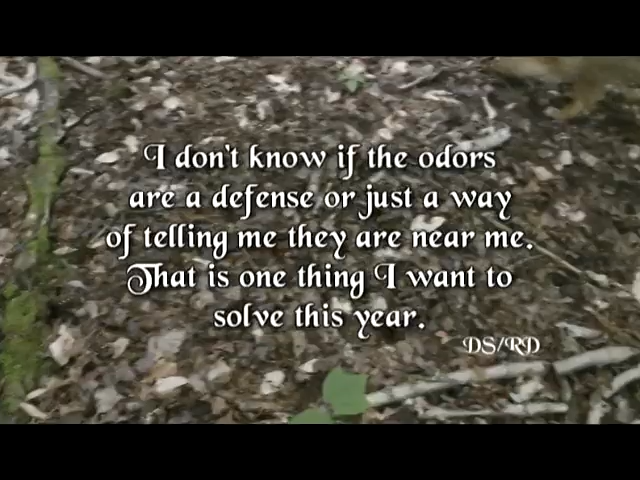 I don't know if the odors
are a defense or just a way
of telling me they are near me.
That is one thing I want to
solve this year.
DS/RD